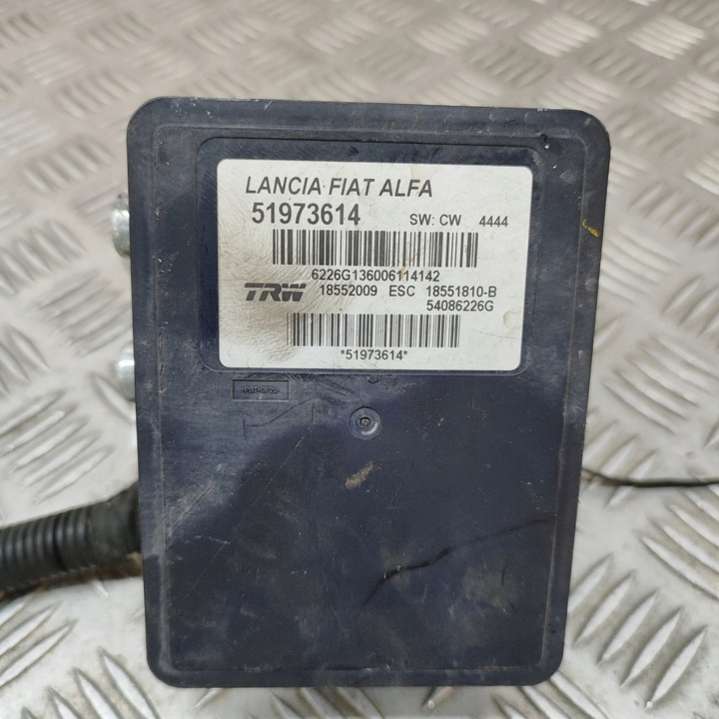 LANCIA FIAT ALFA
51973614 SW: CW 4444
6226G136006114142
TRW 18552009 ESC 18551810-B
54086226G
*51973614*